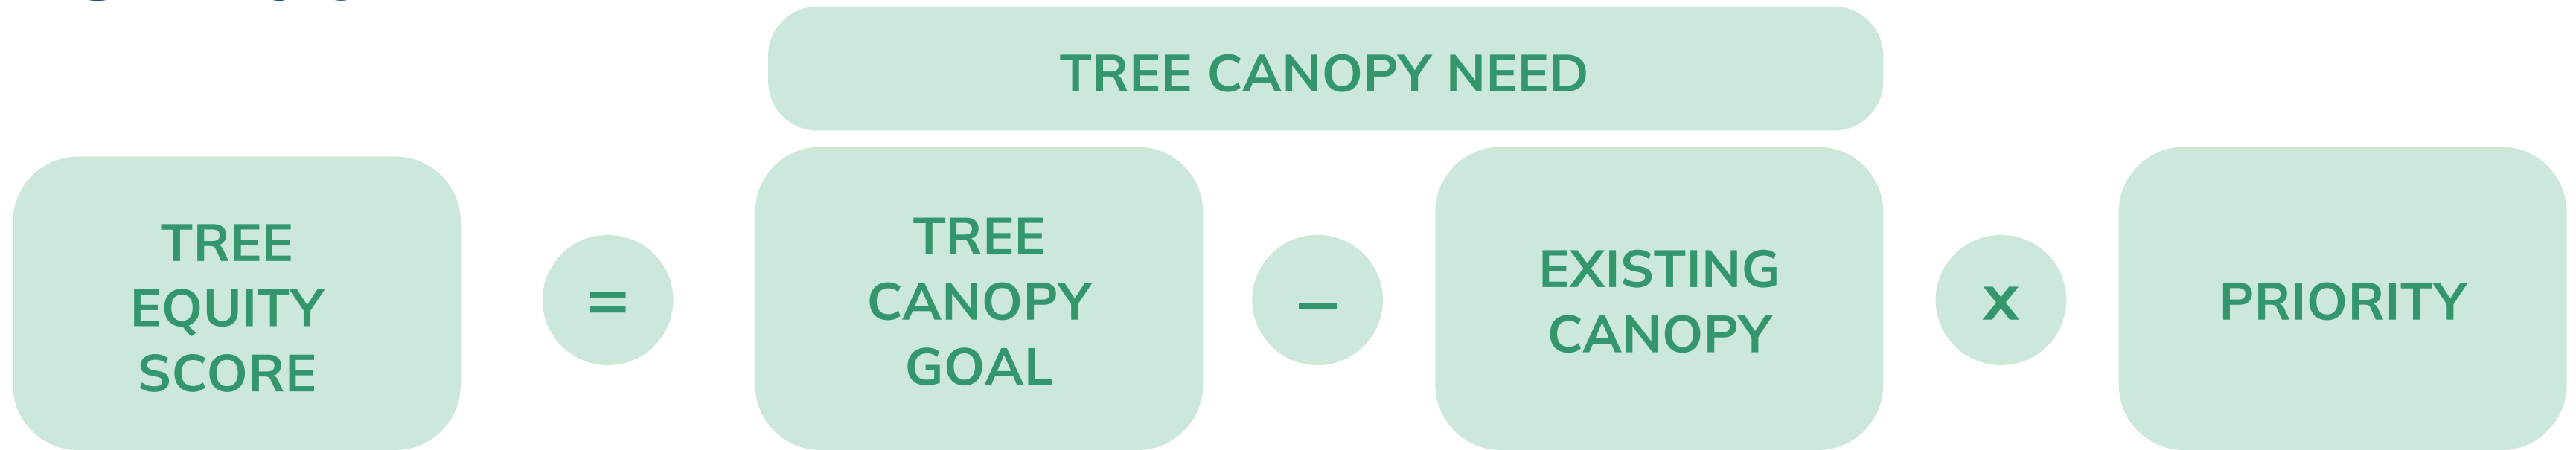 TREE CANOPY NEED
TREE
EQUITY
SCORE
=
TREE
CANOPY
GOAL
–
EXISTING
CANOPY
x
PRIORITY